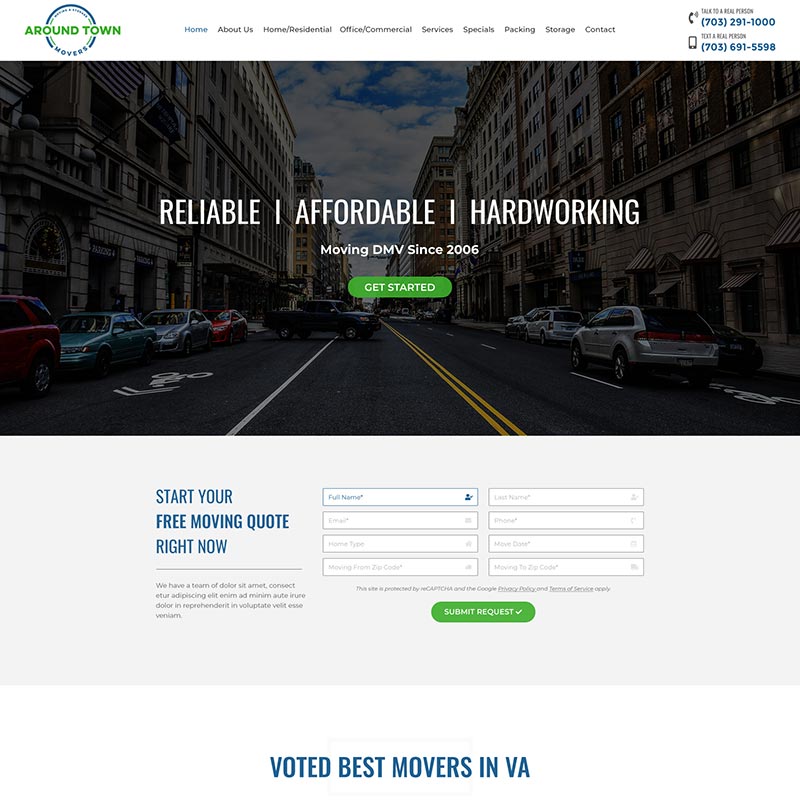 MOVING & STORAGE
AROUND TOWN
MOVERS
Home About Us Home/Residential Office/Commercial Services Specials Packing Storage Contact
TALK TO A REAL PERSON
(703) 291-1000
TEXT A REAL PERSON
(703) 691-5598
RELIABLE | AFFORDABLE | HARDWORKING
Moving DMV Since 2006
GET STARTED
START YOUR
FREE MOVING QUOTE
RIGHT NOW
We have a team of dolor sit amet, consect
etur adipiscing elit enim ad minim aute irure
dolor in reprehenderit in voluptate velit esse
veniam.
Full Name*
Last Name*
Email*
Phone*
Home Type
Move Date*
Moving From Zip Code*
Moving To Zip Code*
This site is protected by reCAPTCHA and the Google Privacy Policy and Terms of Service apply.
SUBMIT REQUEST
VOTED BEST MOVERS IN VA